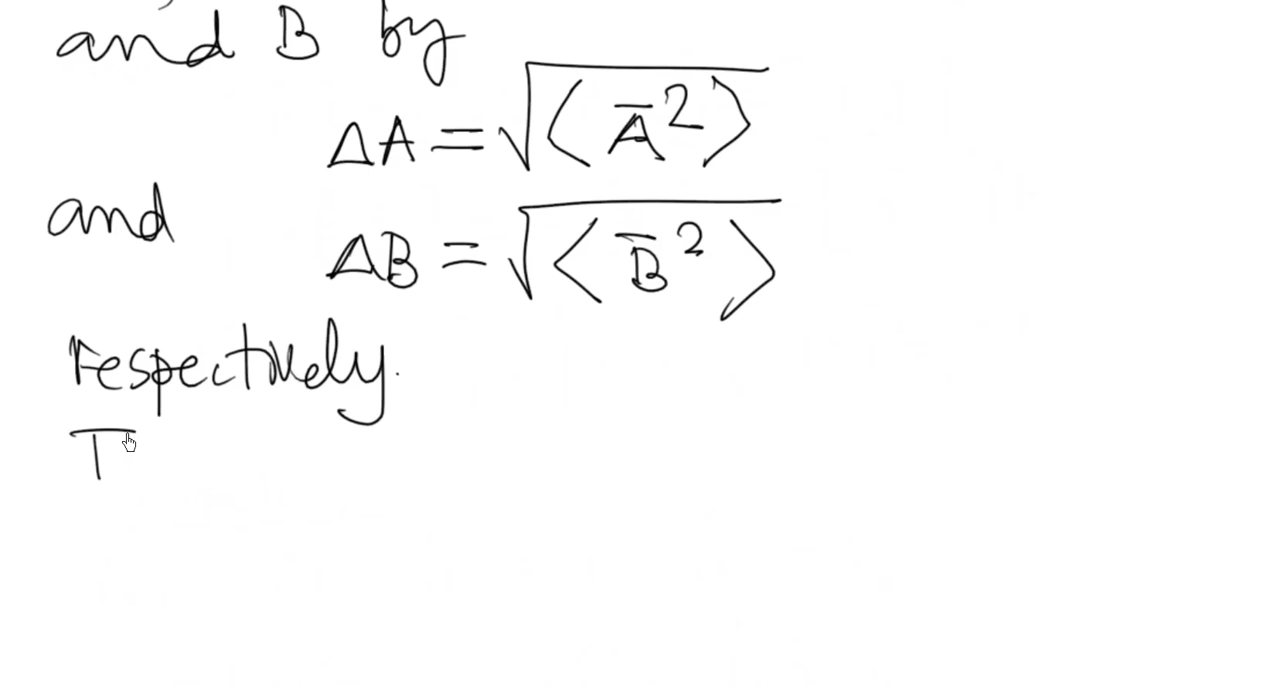 and B by
ΔA = √⟨Ā²⟩
and
ΔB = √⟨B̄²⟩
respectively.
T